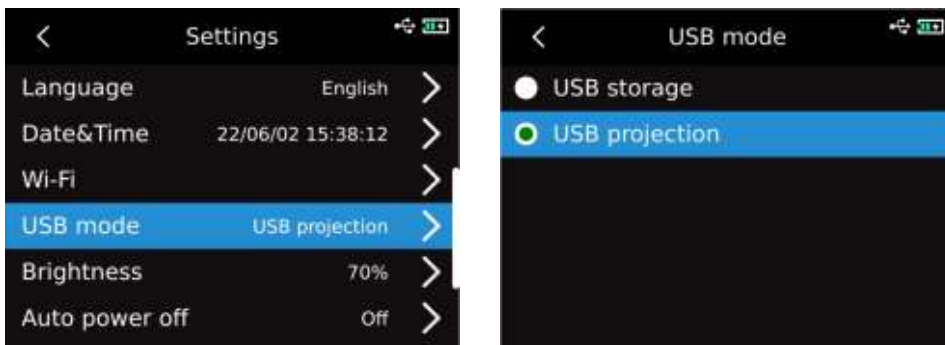 Settings
Language English
Date&Time 22/06/02 15:38:12
Wi-Fi
USB mode USB projection
Brightness 70%
Auto power off Off
USB mode
USB storage
USB projection